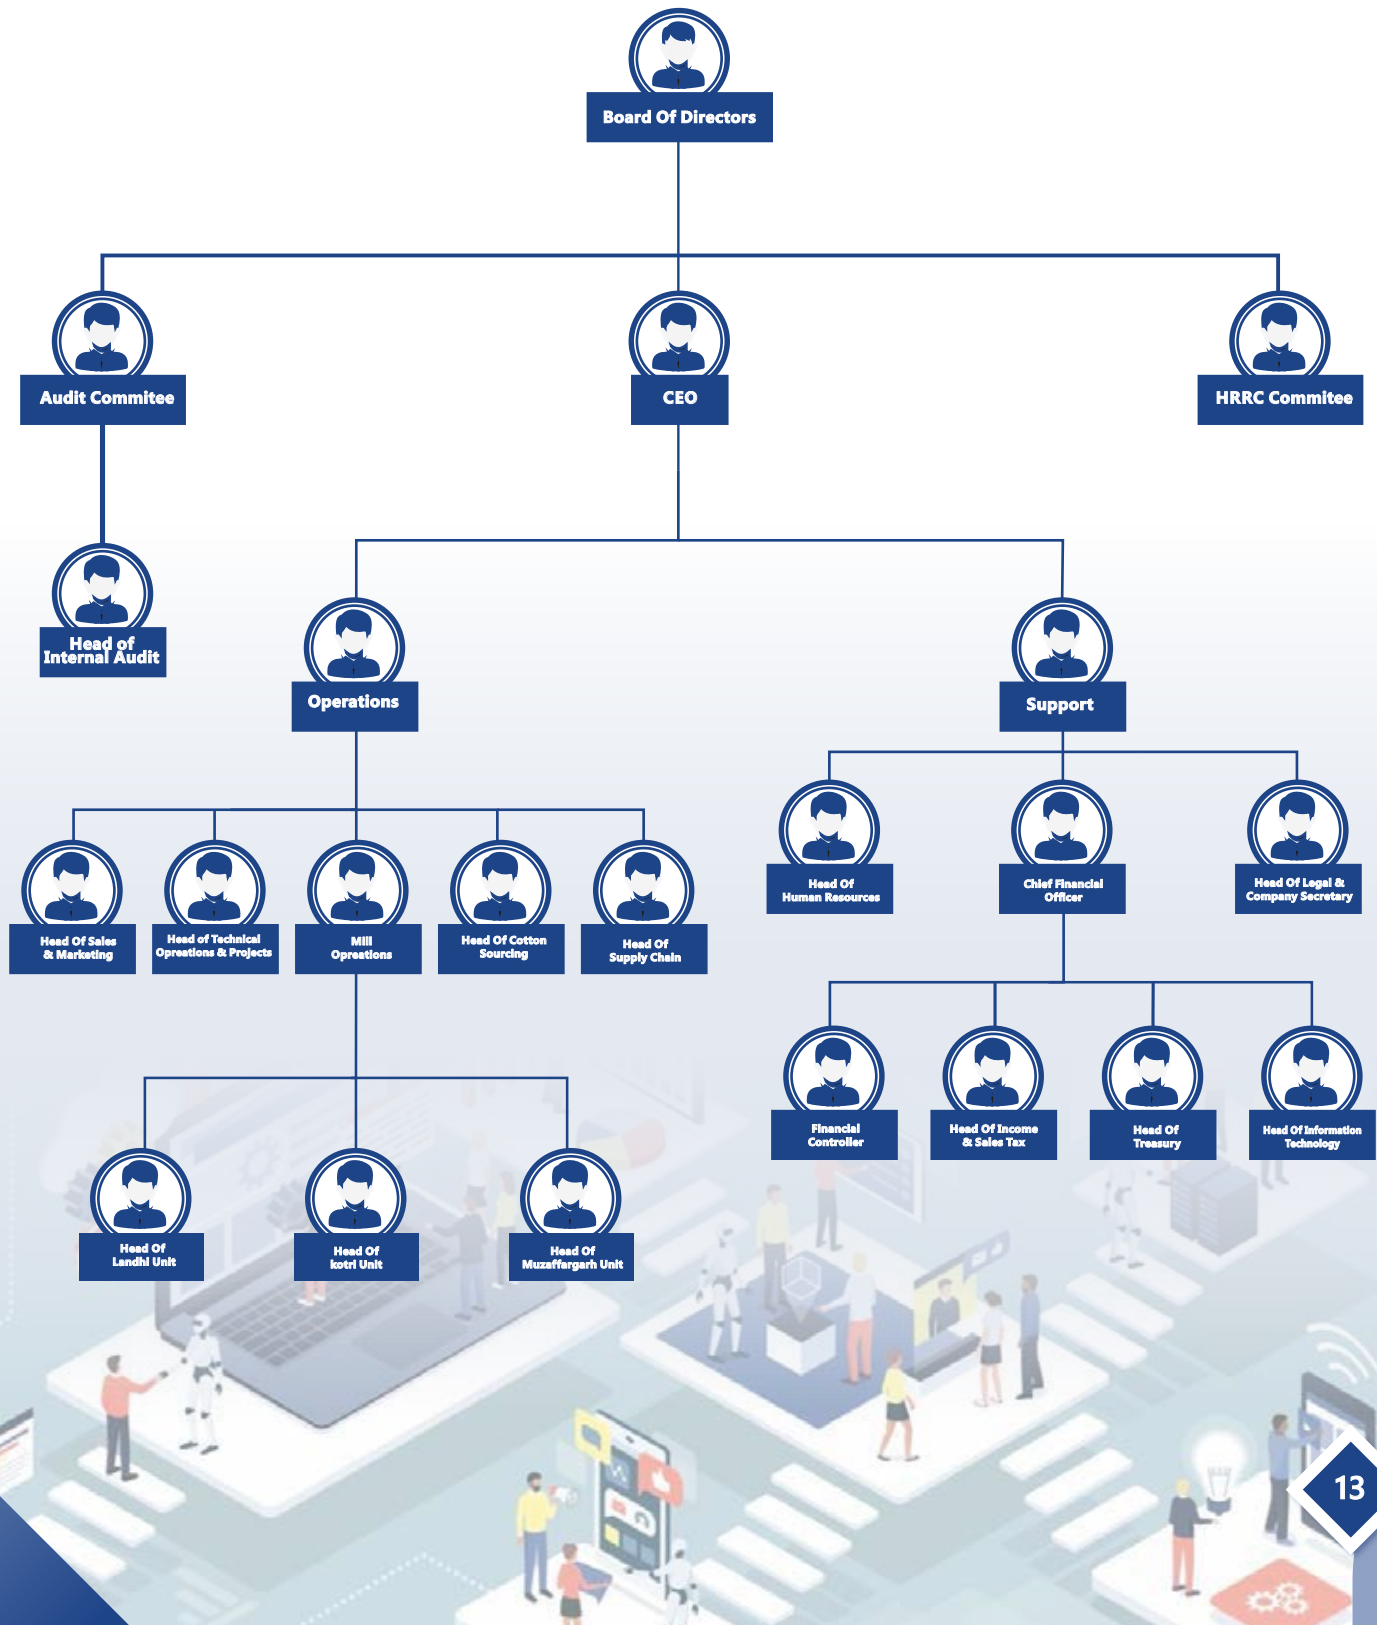 Board Of Directors
Audit Commitee
CEO
HRRC Commitee
Head of
Internal Audit
Operations
Support
Head Of
Human Resources
Chief Financial
Officer
Head Of Legal &
Company Secretary
Head Of Sales
& Marketing
Head of Technical
Opreations & Projects
Mill
Opreations
Head Of Cotton
Sourcing
Head Of
Supply Chain
Financial
Controller
Head Of Income
& Sales Tax
Head Of
Treasury
Head Of Information
Technology
Head Of
Landhi Unit
Head Of
kotri Unit
Head Of
Muzaffargarh Unit
13